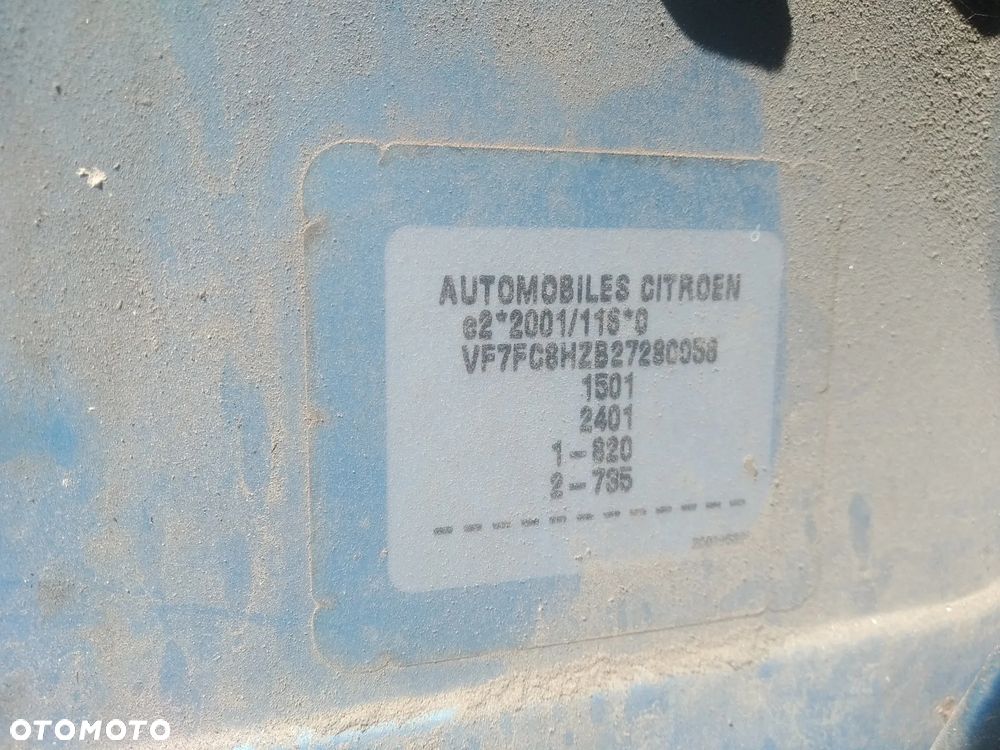 AUTOMOBILES CITROEN
e2*2001/116*0
VF7FC8HZB27280056
1501
2401
1-820
2-735
OTOMOTO